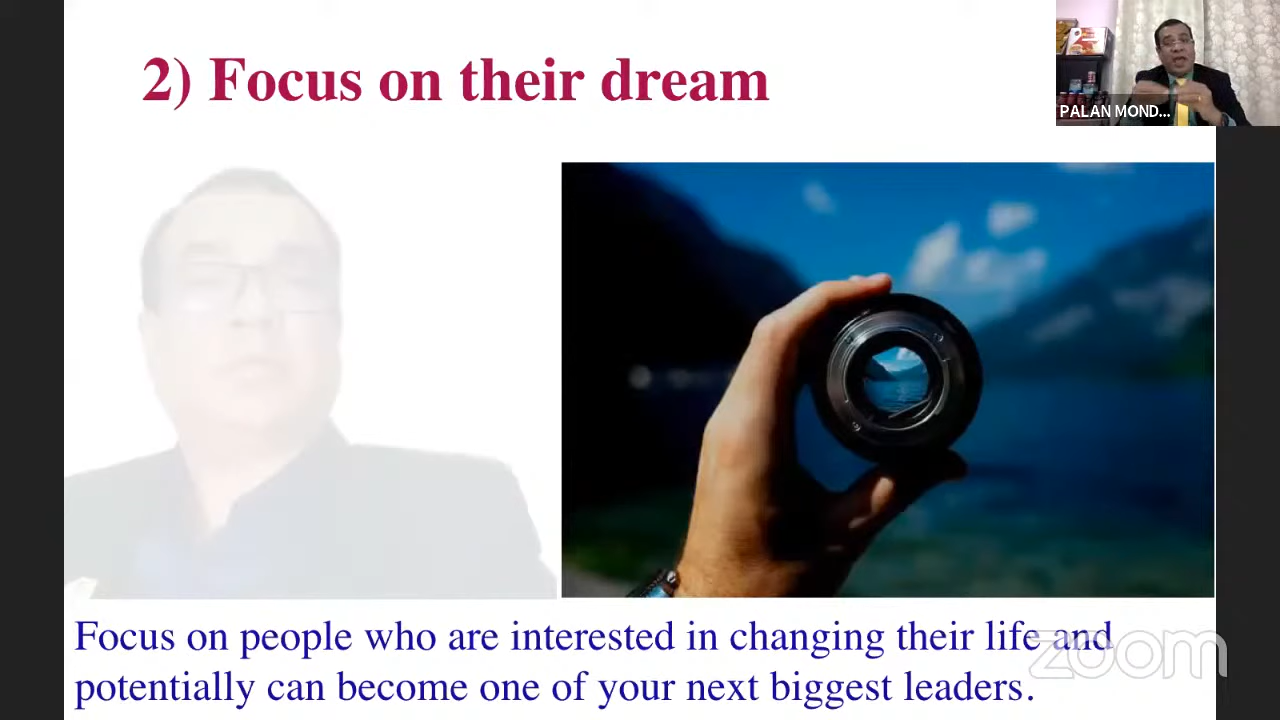 2) Focus on their dream
PALAN MOND...
Focus on people who are interested in changing their life and
potentially can become one of your next biggest leaders.
zoom